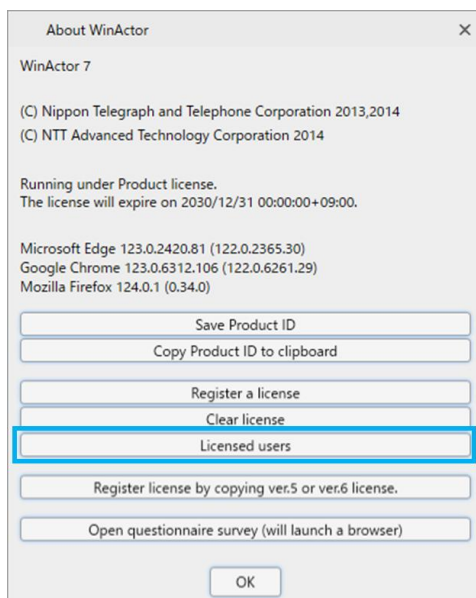 About WinActor
WinActor 7
(C) Nippon Telegraph and Telephone Corporation 2013,2014
(C) NTT Advanced Technology Corporation 2014
Running under Product license.
The license will expire on 2030/12/31 00:00:00+09:00.
Microsoft Edge 123.0.2420.81 (122.0.2365.30)
Google Chrome 123.0.6312.106 (122.0.6261.29)
Mozilla Firefox 124.0.1 (0.34.0)
Save Product ID
Copy Product ID to clipboard
Register a license
Clear license
Licensed users
Register license by copying ver.5 or ver.6 license.
Open questionnaire survey (will launch a browser)
OK